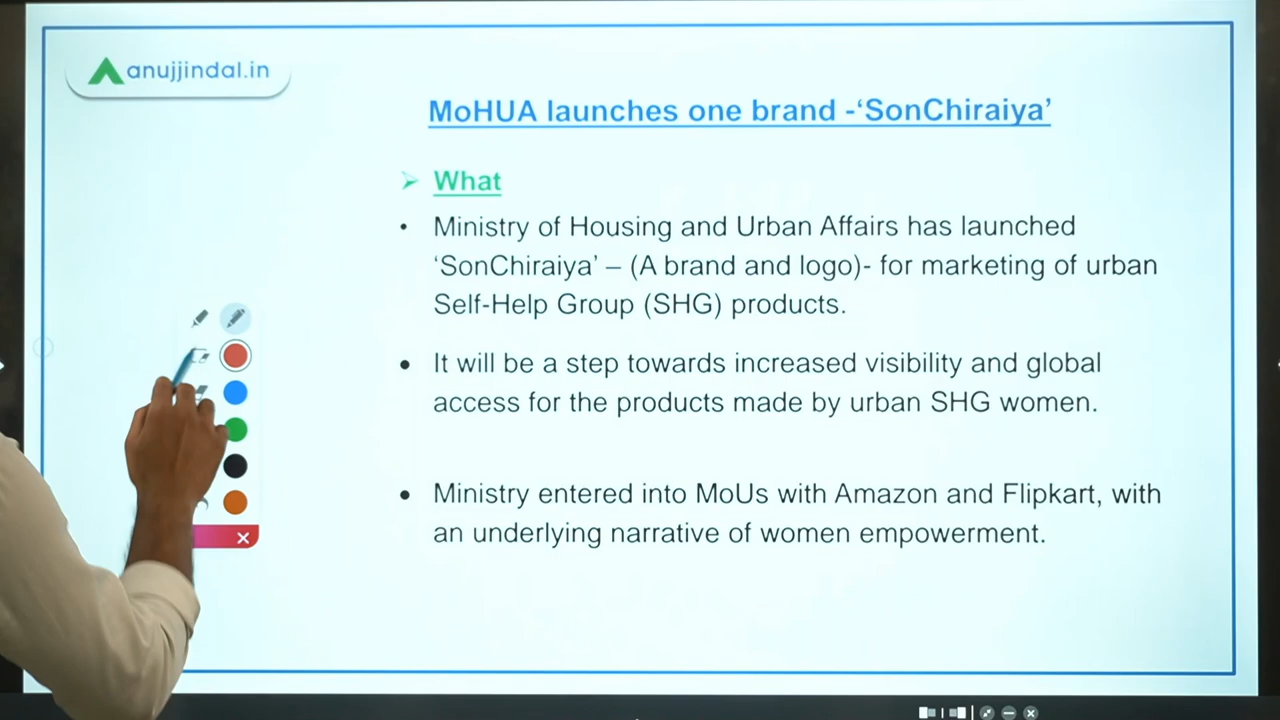 anujjindal.in
MoHUA launches one brand -‘SonChiraiya’
What
Ministry of Housing and Urban Affairs has launched
‘SonChiraiya’ – (A brand and logo)- for marketing of urban
Self-Help Group (SHG) products.
It will be a step towards increased visibility and global
access for the products made by urban SHG women.
Ministry entered into MoUs with Amazon and Flipkart, with
an underlying narrative of women empowerment.